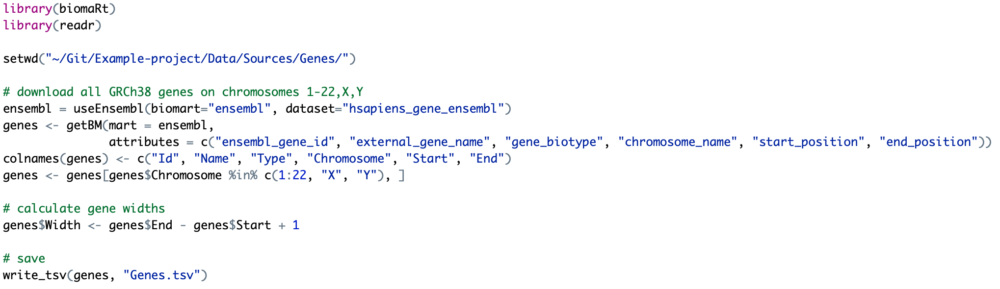 library(biomaRt)
library(readr)

setwd("~/Git/Example-project/Data/Sources/Genes/")

# download all GRCh38 genes on chromosomes 1-22,X,Y
ensembl = useEnsembl(biomart="ensembl", dataset="hsapiens_gene_ensembl")
genes <- getBM(mart = ensembl,
               attributes = c("ensembl_gene_id", "external_gene_name", "gene_biotype", "chromosome_name", "start_position", "end_position"))
colnames(genes) <- c("Id", "Name", "Type", "Chromosome", "Start", "End")
genes <- genes[genes$Chromosome %in% c(1:22, "X", "Y"), ]

# calculate gene widths
genes$Width <- genes$End - genes$Start + 1

# save
write_tsv(genes, "Genes.tsv")